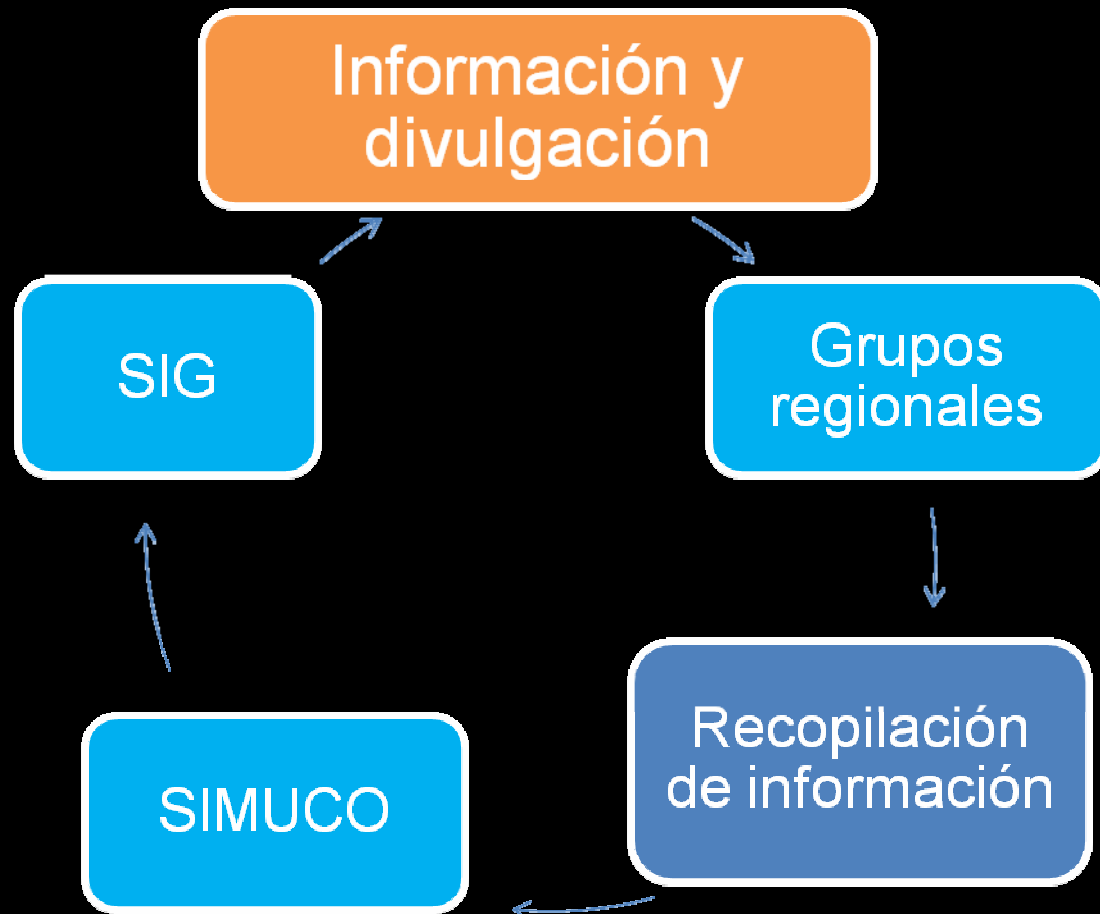 Información y
divulgación
SIG
Grupos
regionales
Recopilación
de información
SIMUCO